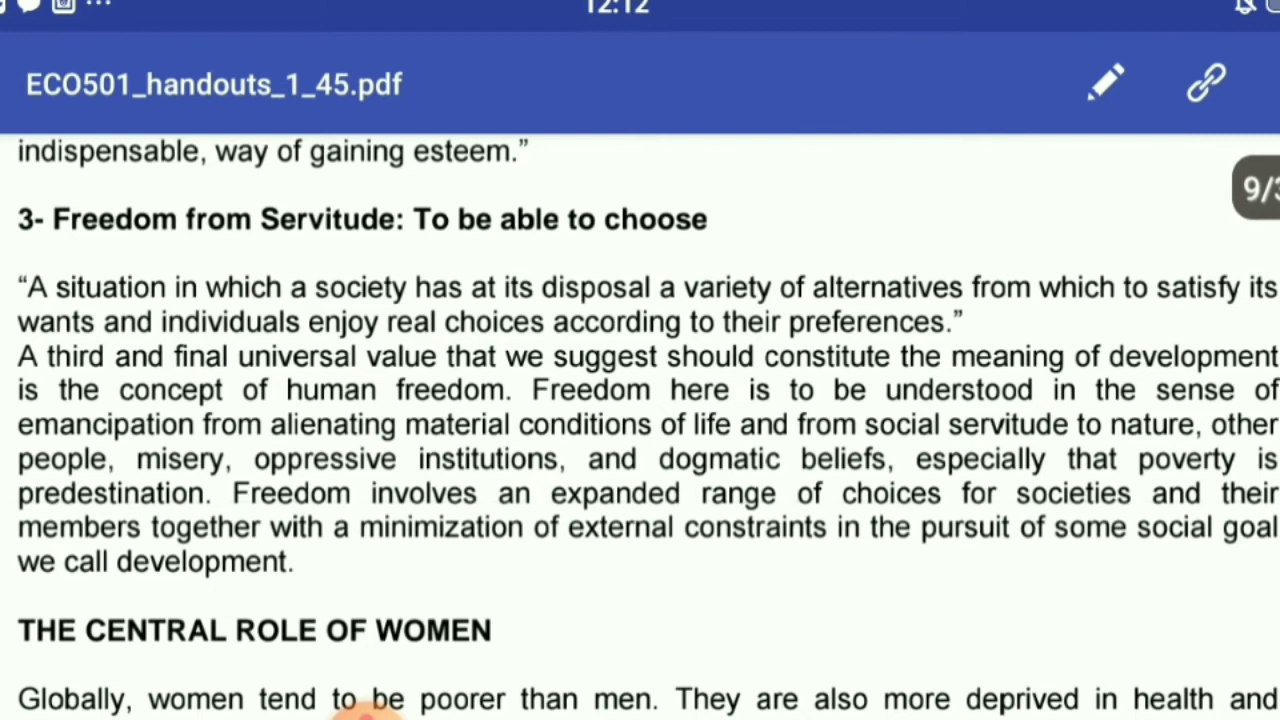 12:12
ECO501_handouts_1_45.pdf
indispensable, way of gaining esteem.”
9/3
3- Freedom from Servitude: To be able to choose
“A situation in which a society has at its disposal a variety of alternatives from which to satisfy its
wants and individuals enjoy real choices according to their preferences.”
A third and final universal value that we suggest should constitute the meaning of development
is the concept of human freedom. Freedom here is to be understood in the sense of
emancipation from alienating material conditions of life and from social servitude to nature, other
people, misery, oppressive institutions, and dogmatic beliefs, especially that poverty is
predestination. Freedom involves an expanded range of choices for societies and their
members together with a minimization of external constraints in the pursuit of some social goal
we call development.
THE CENTRAL ROLE OF WOMEN
Globally, women tend to be poorer than men. They are also more deprived in health and